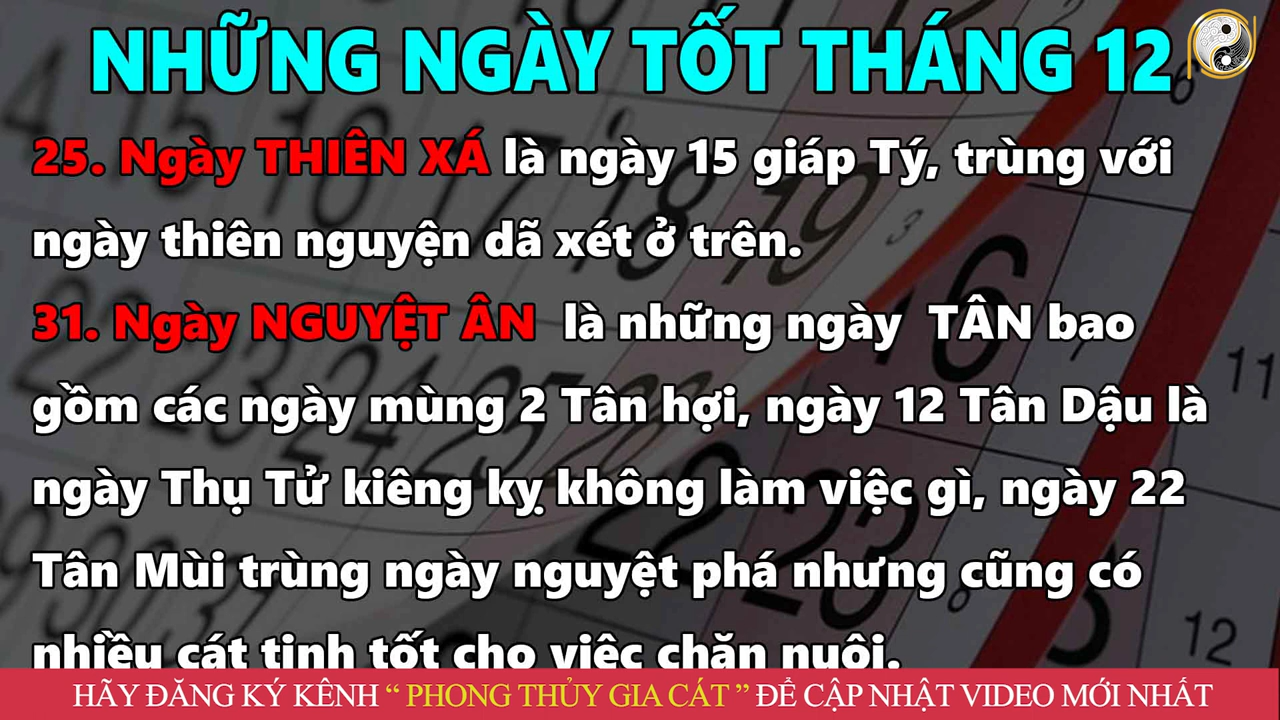 NHỮNG NGÀY TỐT THÁNG 12
25. Ngày THIÊN XÁ là ngày 15 giáp Tý, trùng với
ngày thiên nguyện dã xét ở trên.
31. Ngày NGUYỆT ÂN là những ngày TÂN bao
gồm các ngày mùng 2 Tân hợi, ngày 12 Tân Dậu là
ngày Thụ Tử kiêng kỵ không làm việc gì, ngày 22
Tân Mùi trùng ngày nguyệt phá nhưng cũng có
nhiều cát tinh tốt cho việc chăn nuôi.
HÃY ĐĂNG KÝ KÊNH “ PHONG THỦY GIA CÁT ” ĐỂ CẬP NHẬT VIDEO MỚI NHẤT